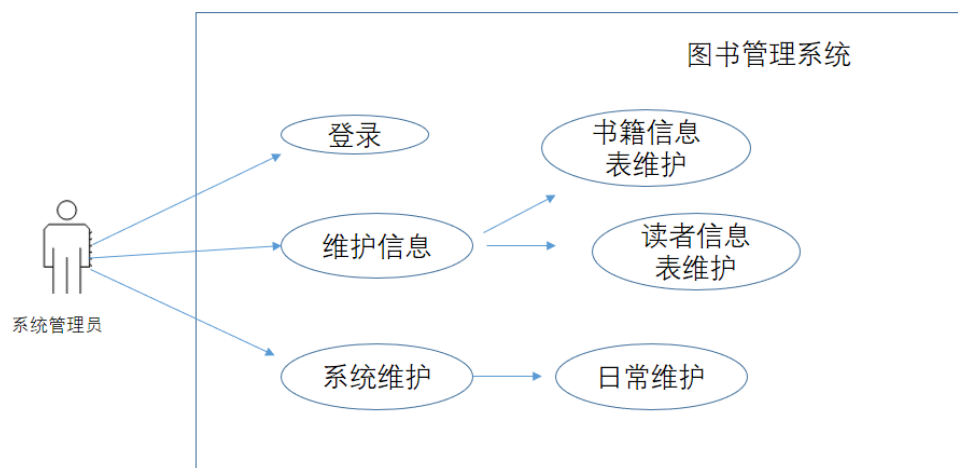 图书管理系统
登录
书籍信息
表维护
维护信息
读者信息
表维护
系统管理员
系统维护
日常维护